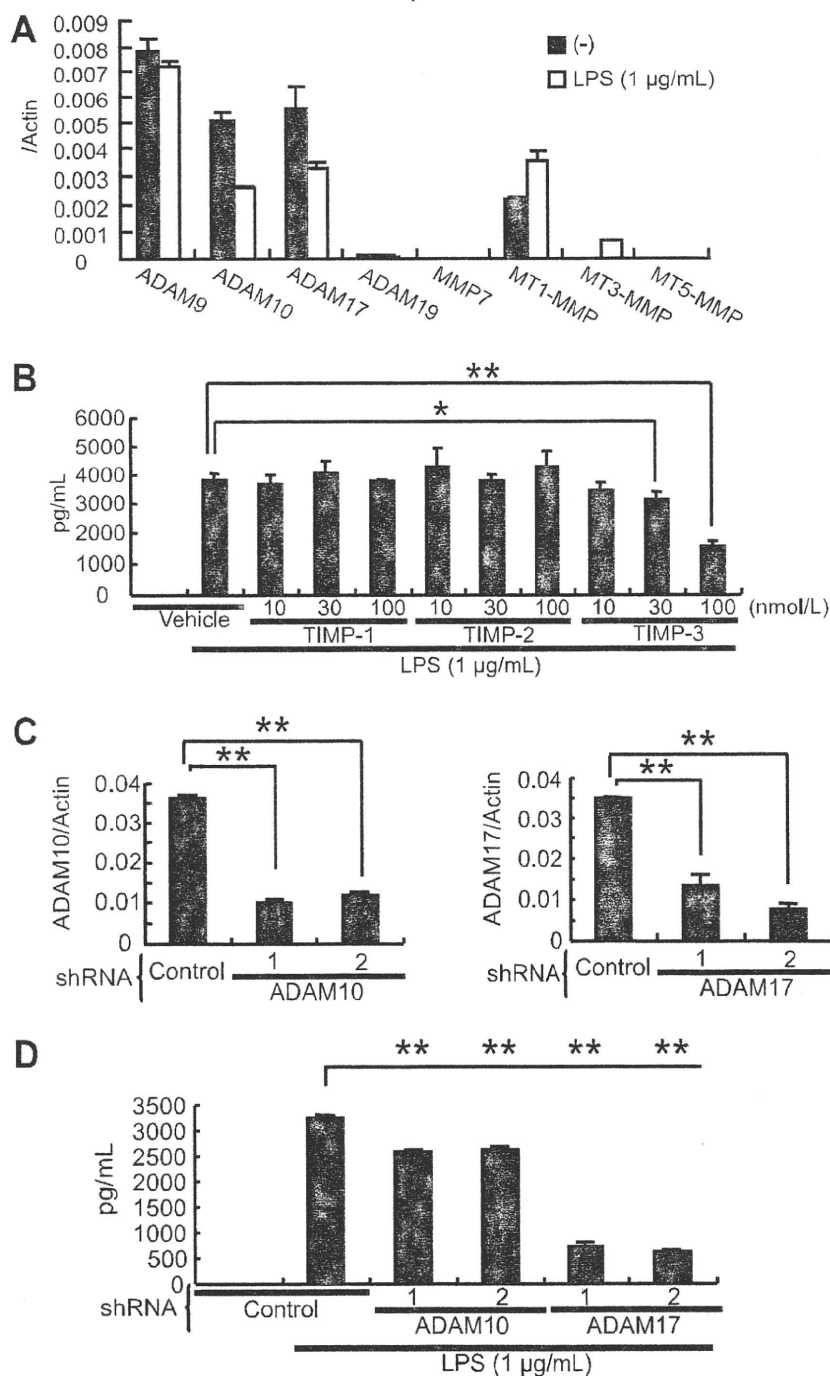 A
0.009
0.008
0.007
0.006
0.005
0.004
0.003
0.002
0.001
0
/Actin
(-)
LPS (1 µg/mL)
ADAM9
ADAM10
ADAM17
ADAM19
MMP7
MT1-MMP
MT3-MMP
MT5-MMP
B
**
*
6000
5000
4000
3000
2000
1000
0
pg/mL
10 30 100 10 30 100 10 30 100 (nmol/L)
Vehicle TIMP-1 TIMP-2 TIMP-3
LPS (1 µg/mL)
C
**
**
0.04
0.03
0.02
0.01
0
ADAM10/Actin
shRNA
Control 1 2
ADAM10
**
**
0.04
0.03
0.02
0.01
0
ADAM17/Actin
shRNA
Control 1 2
ADAM17
D
** ** ** **
3500
3000
2500
2000
1500
1000
500
0
pg/mL
shRNA
Control 1 2 1 2
ADAM10 ADAM17
LPS (1 µg/mL)